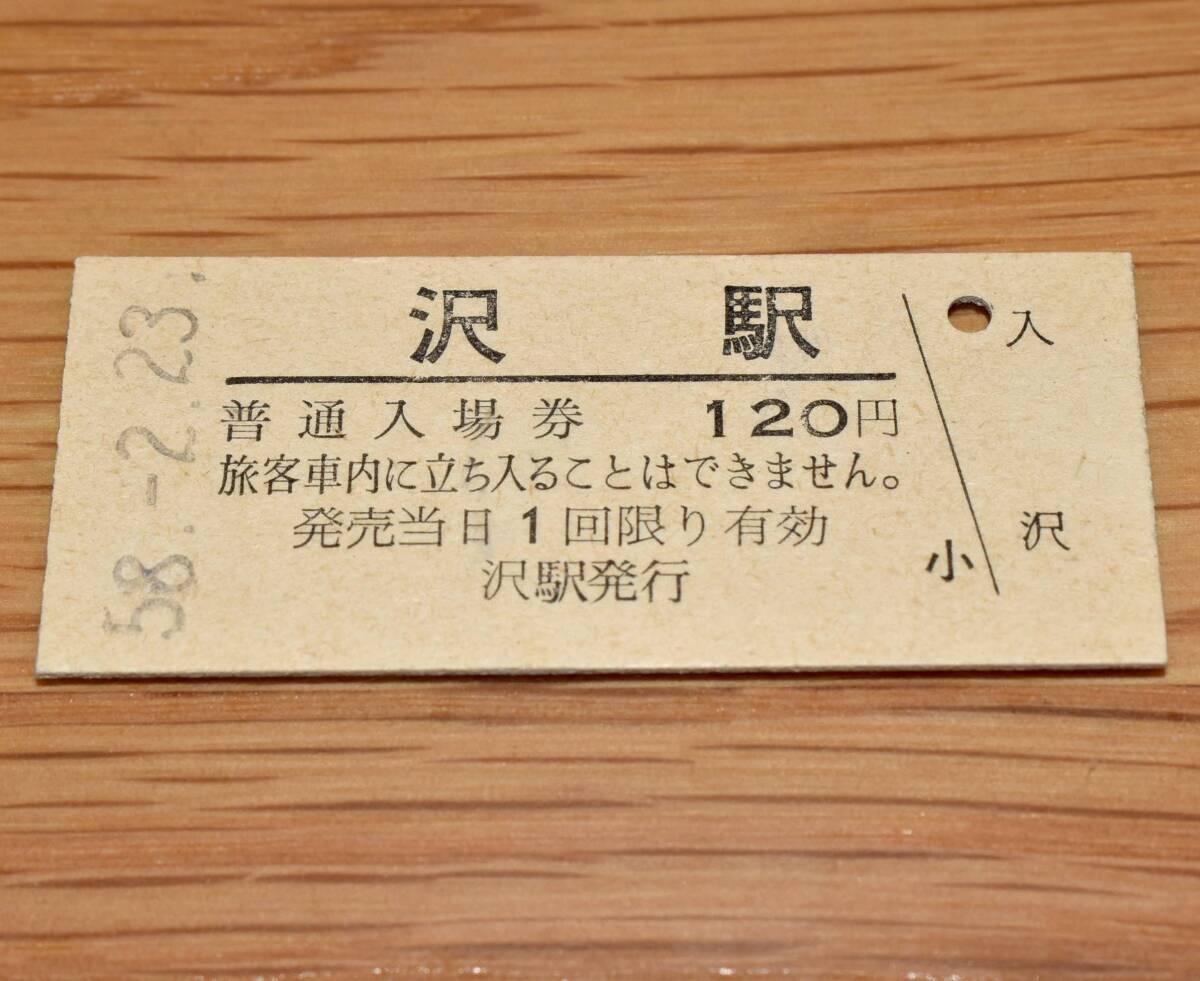 58.-2.23.
沢 駅
普通入場券 120円
旅客車内に立ち入ることはできません。
発売当日1回限り有効
沢駅発行
入
沢
小